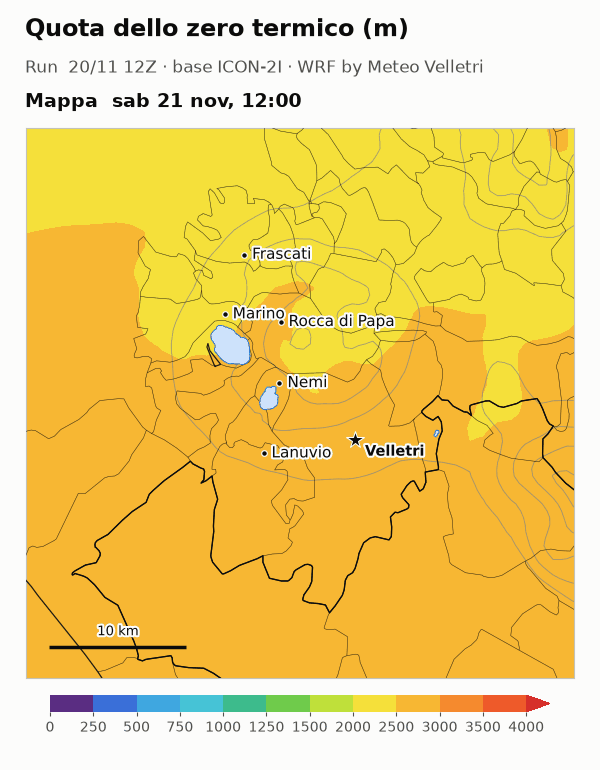 Quota dello zero termico (m)
Run  20/11 12Z · base ICON-2I · WRF by Meteo Velletri
Mappa  sab 21 nov, 12:00
Frascati
Marino
Rocca di Papa
Nemi
Velletri
Lanuvio
10 km
0 250 500 750 1000 1250 1500 2000 2500 3000 3500 4000